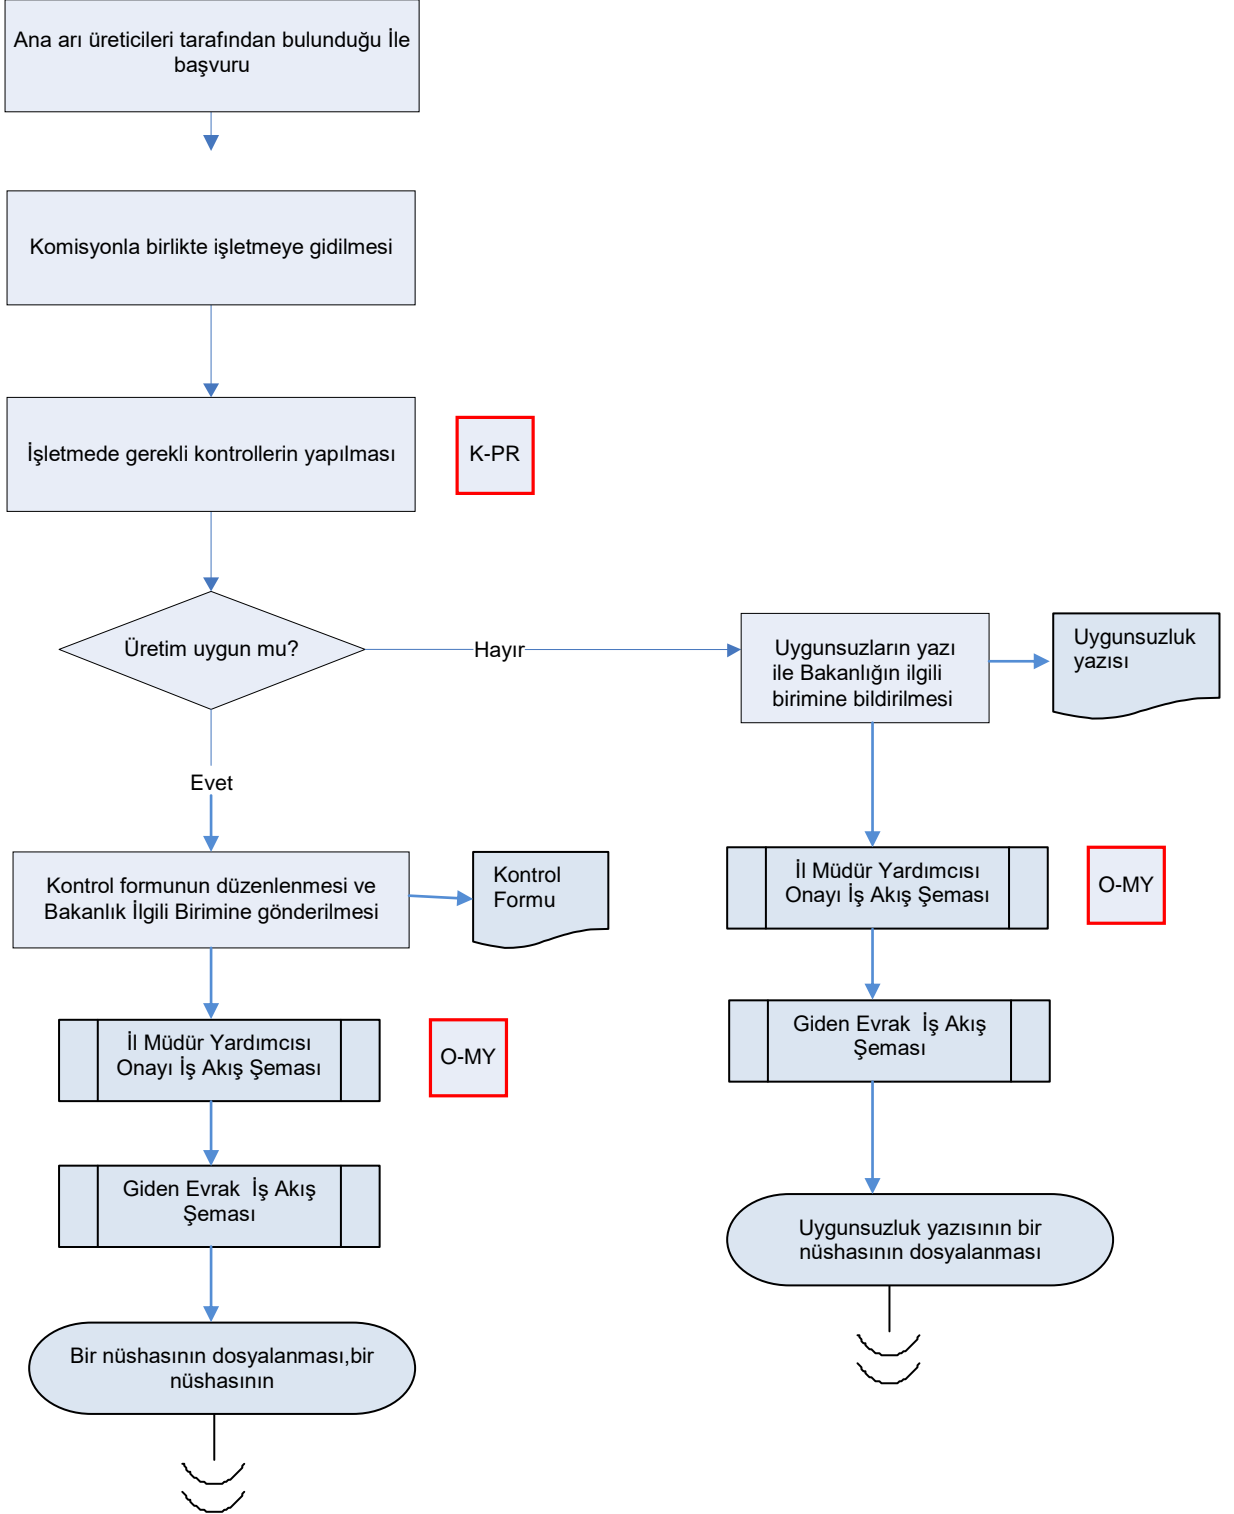 Ana arı üreticileri tarafından bulunduğu İle
başvuru
Komisyonla birlikte işletmeye gidilmesi
İşletmede gerekli kontrollerin yapılması
K-PR
Üretim uygun mu?
Hayır
Uygunsuzların yazı
ile Bakanlığın ilgili
birimine bildirilmesi
Uygunsuzluk
yazısı
Evet
Kontrol formunun düzenlenmesi ve
Bakanlık İlgili Birimine gönderilmesi
Kontrol
Formu
İl Müdür Yardımcısı
Onayı İş Akış Şeması
O-MY
Giden Evrak  İş Akış
Şeması
Bir nüshasının dosyalanması,bir
nüshasının
İl Müdür Yardımcısı
Onayı İş Akış Şeması
O-MY
Giden Evrak  İş Akış
Şeması
Uygunsuzluk yazısının bir
nüshasının dosyalanması